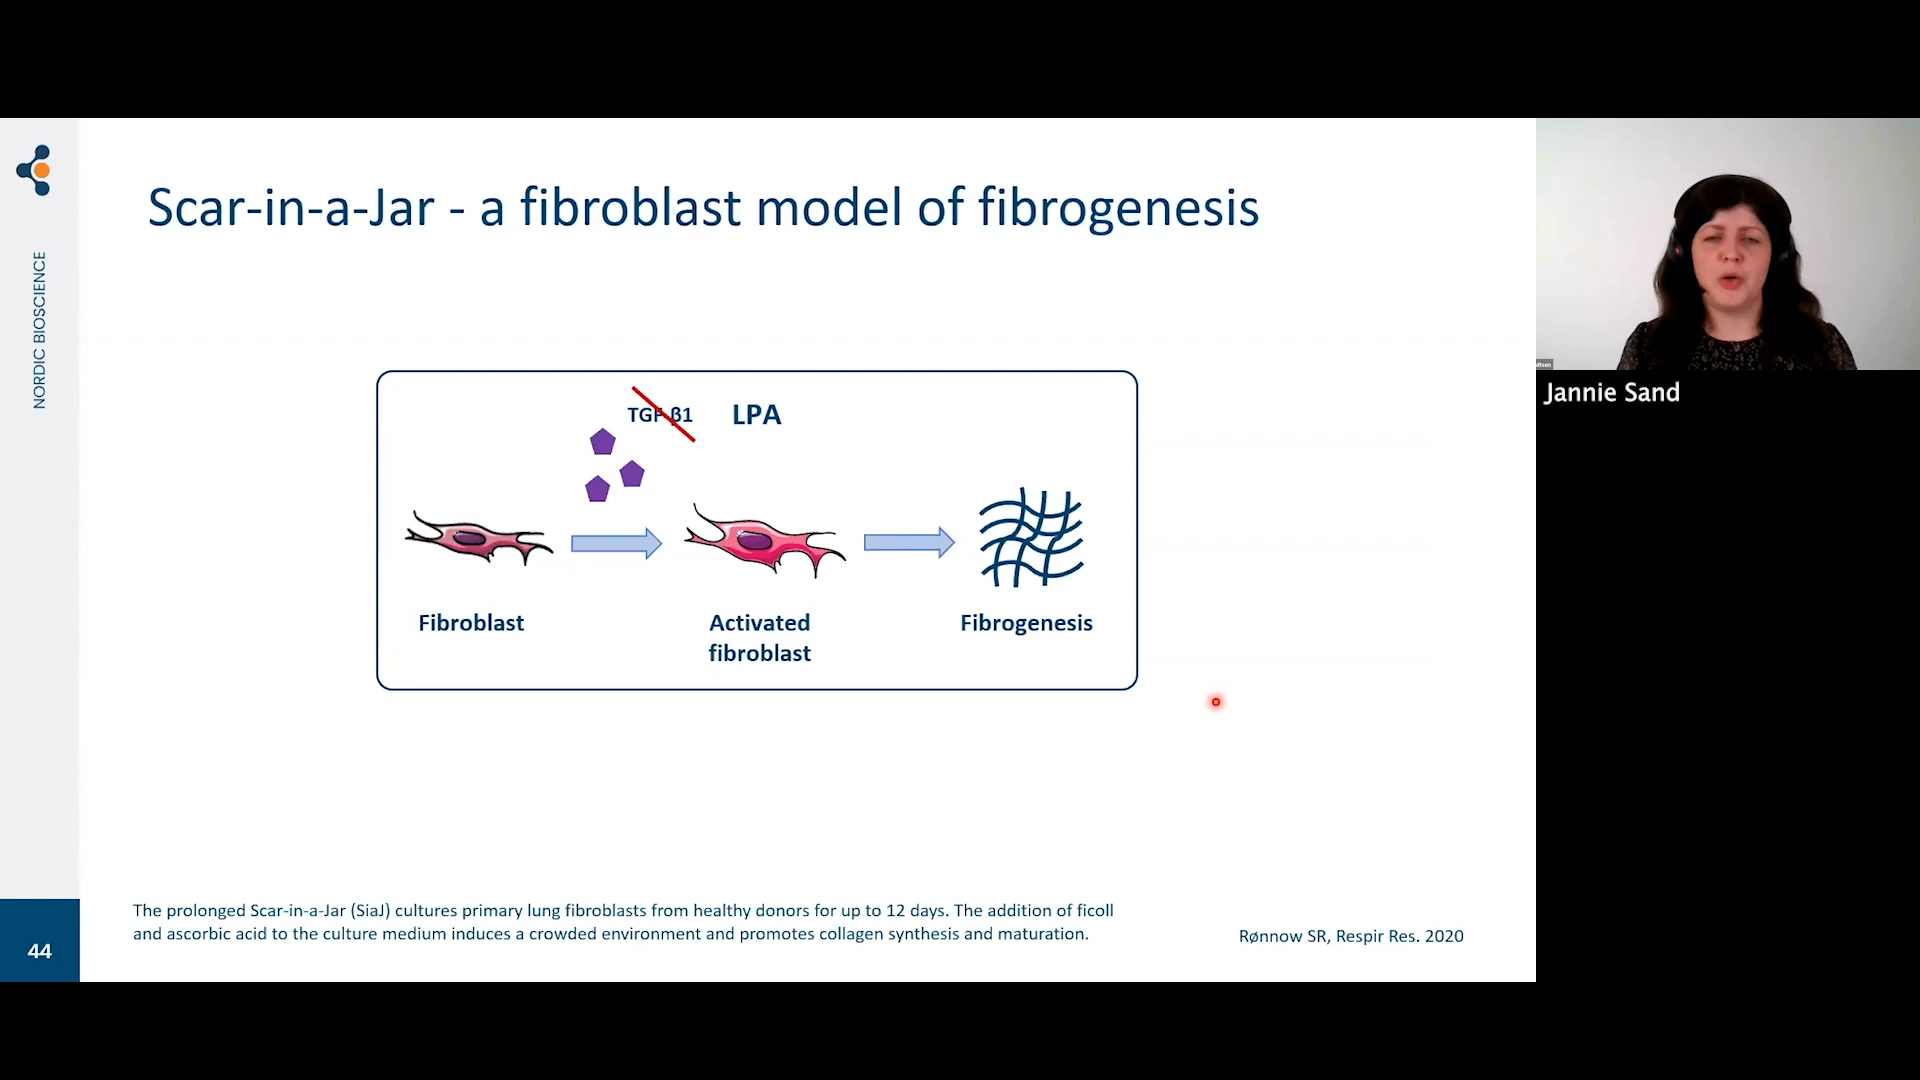 Scar-in-a-Jar - a fibroblast model of fibrogenesis
NORDIC BIOSCIENCE
TGF-β1 LPA
Fibroblast
Activated
fibroblast
Fibrogenesis
The prolonged Scar-in-a-Jar (SiaJ) cultures primary lung fibroblasts from healthy donors for up to 12 days. The addition of ficoll
and ascorbic acid to the culture medium induces a crowded environment and promotes collagen synthesis and maturation.
Rønnow SR, Respir Res. 2020
44
Jannie Sand